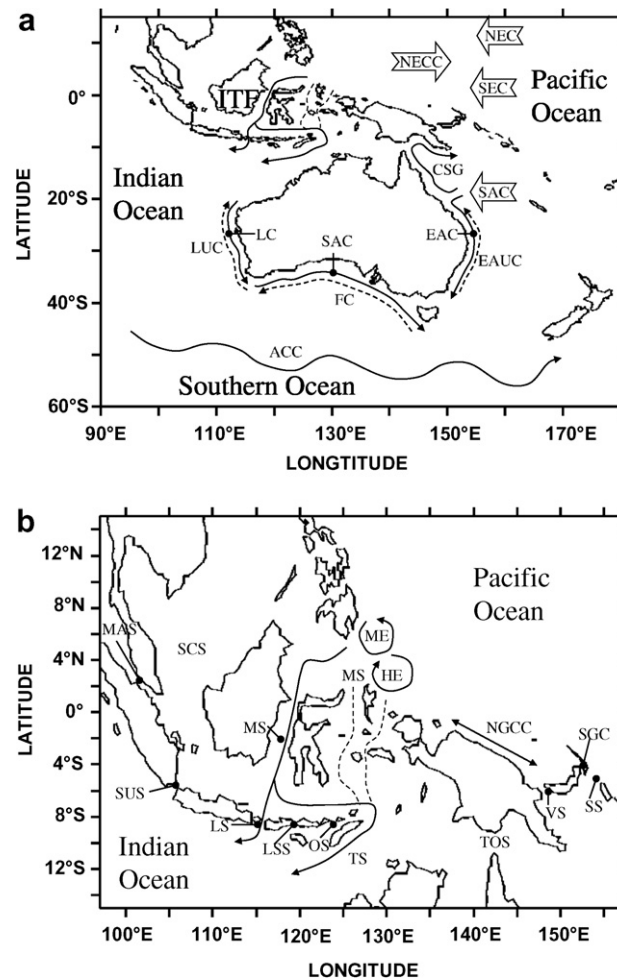 a
NEC
NECC
Pacific
Ocean
SEC
ITF
0°
CSG
Indian
Ocean
SAC
20°S
LUC
LC
SAC
EAC
EAUC
FC
40°S
ACC
Southern Ocean
60°S
90°E
110°E
130°E
150°E
170°E
LATITUDE
LONGTITUDE
b
12°N
Pacific
Ocean
8°N
MAS
SCS
ME
4°N
MS
HE
0°
MS
NGCC
SGC
4°S
SUS
VS
SS
8°S
LS
LSS
OS
TS
TOS
Indian
Ocean
12°S
100°E
110°E
120°E
130°E
140°E
150°E
LATITUDE
LONGITUDE